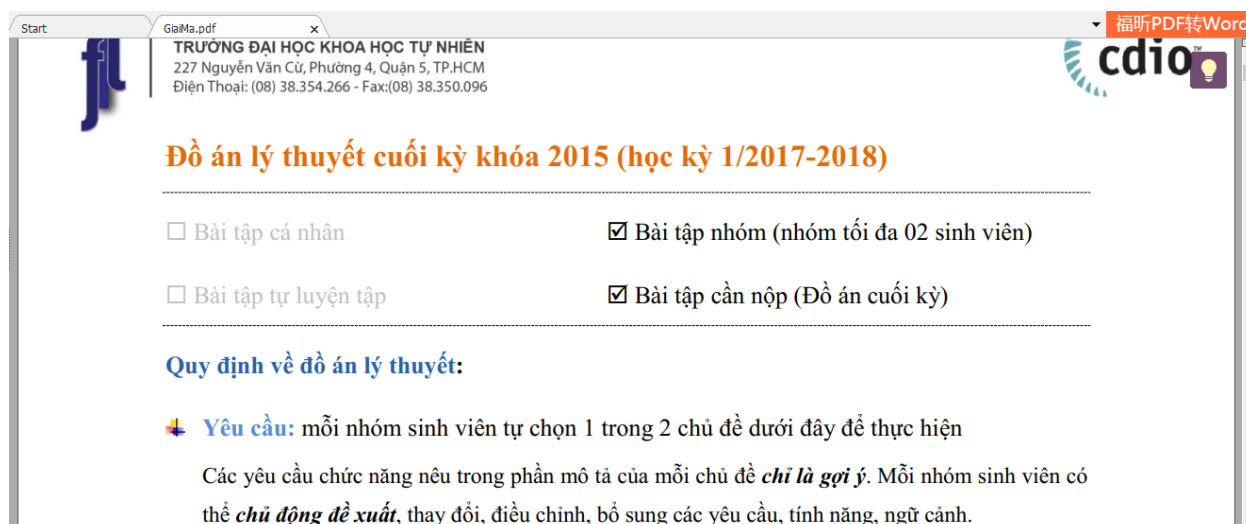 Start
GiaiMa.pdf
x
福昕PDF转Word
TRƯỜNG ĐẠI HỌC KHOA HỌC TỰ NHIÊN
227 Nguyễn Văn Cừ, Phường 4, Quận 5, TP.HCM
Điện Thoại: (08) 38.354.266 - Fax:(08) 38.350.096
cdio™
Đồ án lý thuyết cuối kỳ khóa 2015 (học kỳ 1/2017-2018)
☐ Bài tập cá nhân
☑ Bài tập nhóm (nhóm tối đa 02 sinh viên)
☐ Bài tập tự luyện tập
☑ Bài tập cần nộp (Đồ án cuối kỳ)
Quy định về đồ án lý thuyết:
Yêu cầu: mỗi nhóm sinh viên tự chọn 1 trong 2 chủ đề dưới đây để thực hiện
Các yêu cầu chức năng nêu trong phần mô tả của mỗi chủ đề chỉ là gợi ý. Mỗi nhóm sinh viên có
thể chủ động đề xuất, thay đổi, điều chỉnh, bổ sung các yêu cầu, tính năng, ngữ cảnh.